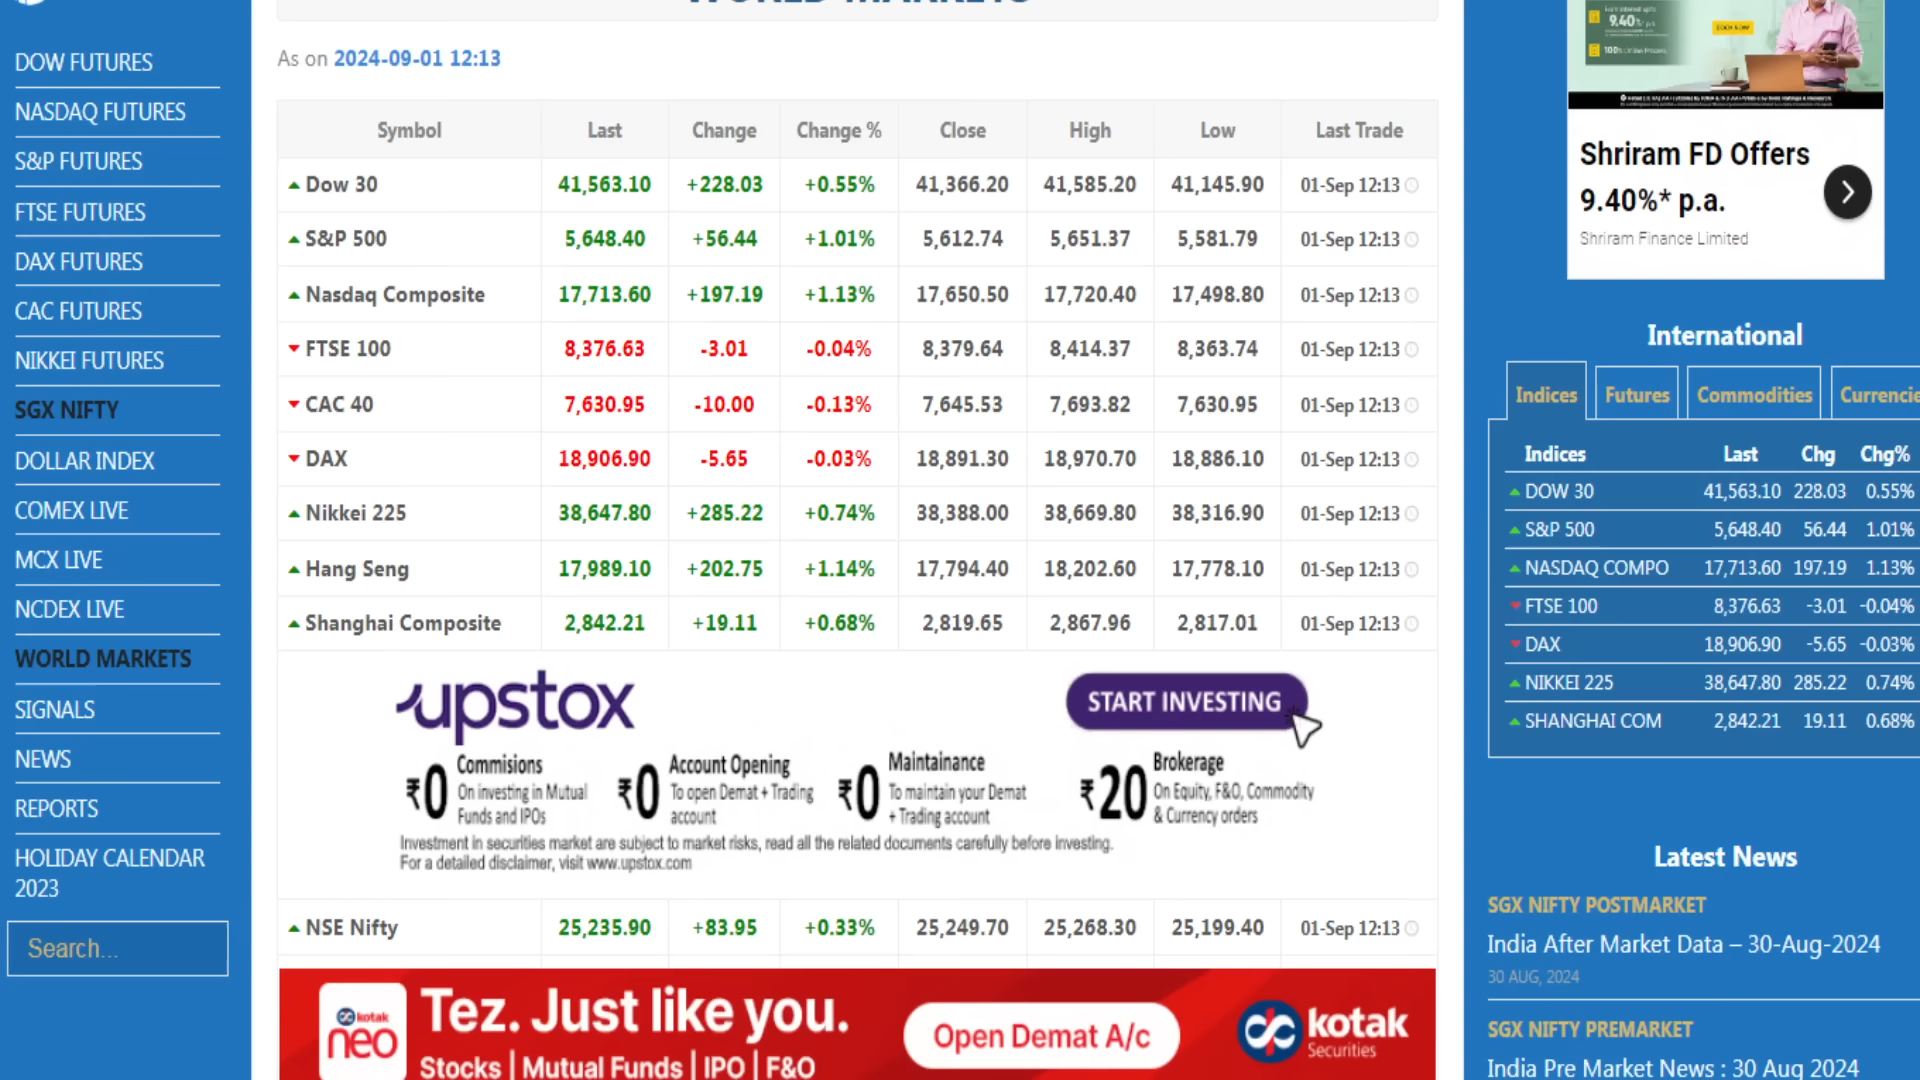 As on 2024-09-01 12:13
DOW FUTURES
NASDAQ FUTURES
S&P FUTURES
FTSE FUTURES
DAX FUTURES
CAC FUTURES
NIKKEI FUTURES
SGX NIFTY
DOLLAR INDEX
COMEX LIVE
MCX LIVE
NCDEX LIVE
WORLD MARKETS
SIGNALS
NEWS
REPORTS
HOLIDAY CALENDAR
2023
Search...
Symbol Last Change Change % Close High Low Last Trade
Dow 30 41,563.10 +228.03 +0.55% 41,366.20 41,585.20 41,145.90 01-Sep 12:13
S&P 500 5,648.40 +56.44 +1.01% 5,612.74 5,651.37 5,581.79 01-Sep 12:13
Nasdaq Composite 17,713.60 +197.19 +1.13% 17,650.50 17,720.40 17,498.80 01-Sep 12:13
FTSE 100 8,376.63 -3.01 -0.04% 8,379.64 8,414.37 8,363.74 01-Sep 12:13
CAC 40 7,630.95 -10.00 -0.13% 7,645.53 7,693.82 7,630.95 01-Sep 12:13
DAX 18,906.90 -5.65 -0.03% 18,891.30 18,970.70 18,886.10 01-Sep 12:13
Nikkei 225 38,647.80 +285.22 +0.74% 38,388.00 38,669.80 38,316.90 01-Sep 12:13
Hang Seng 17,989.10 +202.75 +1.14% 17,794.40 18,202.60 17,778.10 01-Sep 12:13
Shanghai Composite 2,842.21 +19.11 +0.68% 2,819.65 2,867.96 2,817.01 01-Sep 12:13
upstox
START INVESTING
₹0 Commisions
On investing in Mutual
Funds and IPOs
₹0 Account Opening
To open Demat + Trading
account
₹0 Maintainance
To maintain your Demat
+ Trading account
₹20 Brokerage
On Equity, F&O, Commodity
& Currency orders
Investment in securities market are subject to market risks, read all the related documents carefully before investing.
For a detailed disclaimer, visit www.upstox.com
NSE Nifty 25,235.90 +83.95 +0.33% 25,249.70 25,268.30 25,199.40 01-Sep 12:13
kotak
neo
Tez. Just like you.
Stocks | Mutual Funds | IPO | F&O
Open Demat A/c
kotak
Securities
9.40% p.a.
BOOK NOW
Shriram FD Offers
9.40%* p.a.
Shriram Finance Limited
International
Indices Futures Commodities Currencie
Indices Last Chg Chg%
DOW 30 41,563.10 228.03 0.55%
S&P 500 5,648.40 56.44 1.01%
NASDAQ COMPO 17,713.60 197.19 1.13%
FTSE 100 8,376.63 -3.01 -0.04%
DAX 18,906.90 -5.65 -0.03%
NIKKEI 225 38,647.80 285.22 0.74%
SHANGHAI COM 2,842.21 19.11 0.68%
Latest News
SGX NIFTY POSTMARKET
India After Market Data – 30-Aug-2024
30 AUG, 2024
SGX NIFTY PREMARKET
India Pre Market News : 30 Aug 2024